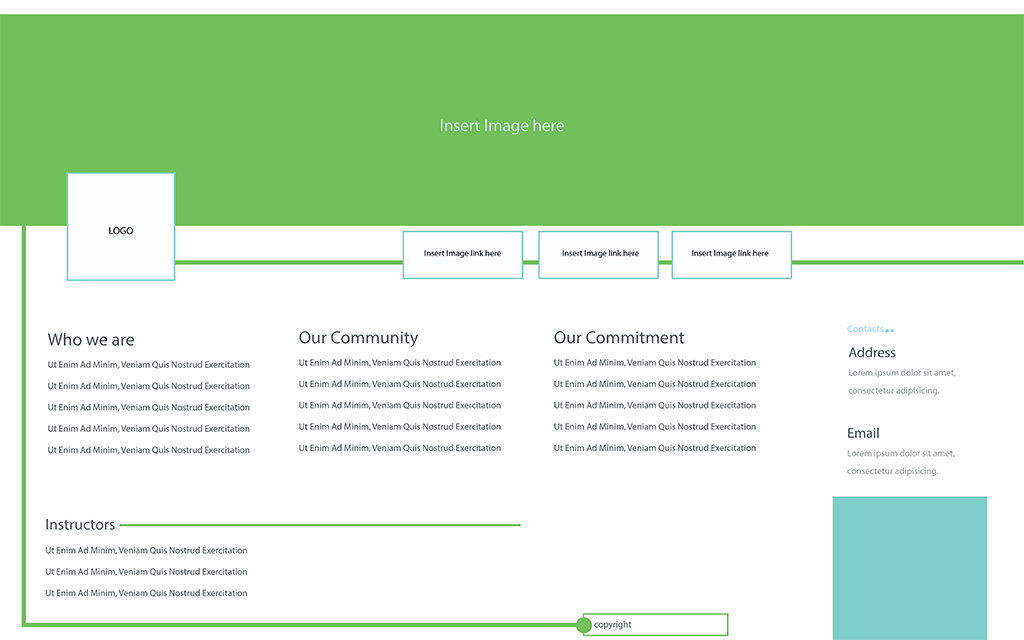 Insert Image here
LOGO
Insert Image link here
Insert Image link here
Insert Image link here
Who we are
Ut Enim Ad Minim, Veniam Quis Nostrud Exercitation
Ut Enim Ad Minim, Veniam Quis Nostrud Exercitation
Ut Enim Ad Minim, Veniam Quis Nostrud Exercitation
Ut Enim Ad Minim, Veniam Quis Nostrud Exercitation
Ut Enim Ad Minim, Veniam Quis Nostrud Exercitation
Our Community
Ut Enim Ad Minim, Veniam Quis Nostrud Exercitation
Ut Enim Ad Minim, Veniam Quis Nostrud Exercitation
Ut Enim Ad Minim, Veniam Quis Nostrud Exercitation
Ut Enim Ad Minim, Veniam Quis Nostrud Exercitation
Ut Enim Ad Minim, Veniam Quis Nostrud Exercitation
Our Commitment
Ut Enim Ad Minim, Veniam Quis Nostrud Exercitation
Ut Enim Ad Minim, Veniam Quis Nostrud Exercitation
Ut Enim Ad Minim, Veniam Quis Nostrud Exercitation
Ut Enim Ad Minim, Veniam Quis Nostrud Exercitation
Ut Enim Ad Minim, Veniam Quis Nostrud Exercitation
Contacts
Address
Lorem ipsum dolor sit amet,
consectetur adipisicing.
Email
Lorem ipsum dolor sit amet,
consectetur adipisicing.
Instructors
Ut Enim Ad Minim, Veniam Quis Nostrud Exercitation
Ut Enim Ad Minim, Veniam Quis Nostrud Exercitation
Ut Enim Ad Minim, Veniam Quis Nostrud Exercitation
copyright